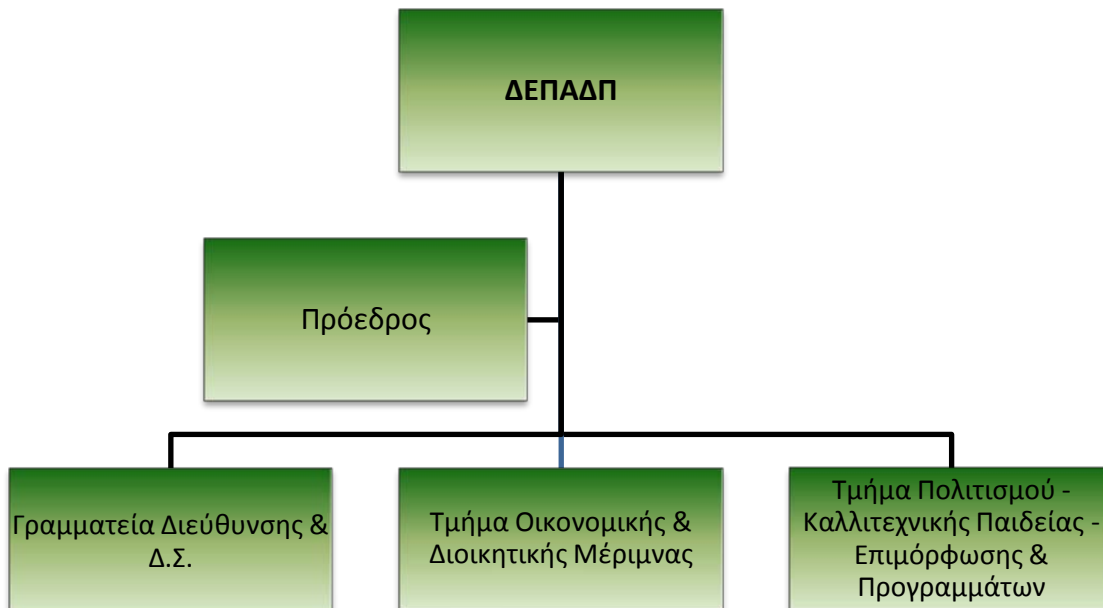 ΔΕΠΑΔΠ
Πρόεδρος
Γραμματεία Διεύθυνσης &
Δ.Σ.
Τμήμα Οικονομικής &
Διοικητικής Μέριμνας
Τμήμα Πολιτισμού -
Καλλιτεχνικής Παιδείας -
Επιμόρφωσης &
Προγραμμάτων